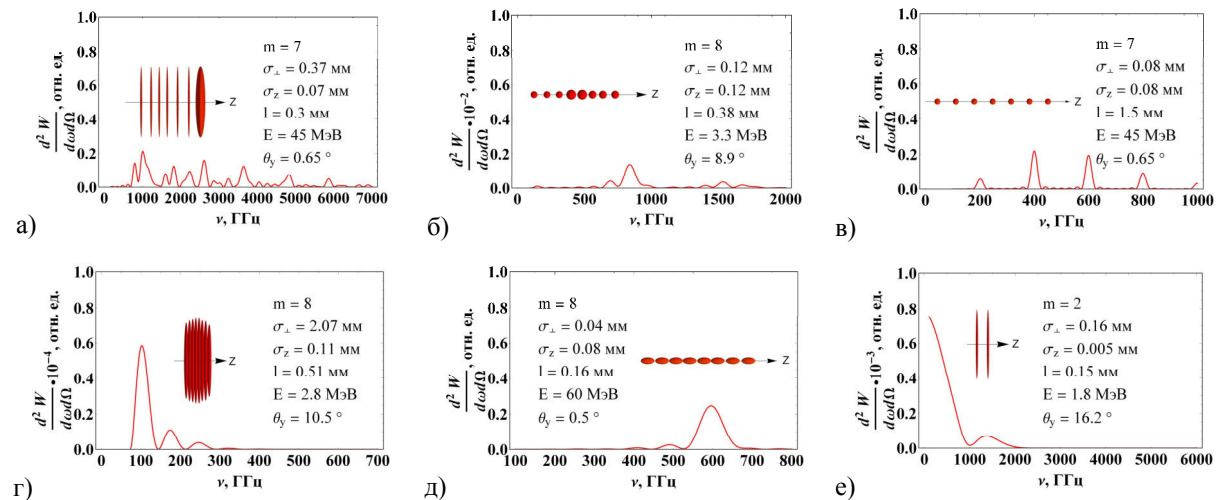 d² W / dωdΩ, отн. ед.
1.0
0.8
0.6
0.4
0.2
0.0
m = 7
σ⊥ = 0.37 мм
σz = 0.07 мм
l = 0.3 мм
E = 45 МэВ
θy = 0.65 °
Z
1000 2000 3000 4000 5000 6000 7000
ν, ГГц
а)
d² W / dωdΩ •10⁻², отн. ед.
1.0
0.8
0.6
0.4
0.2
0.0
m = 8
σ⊥ = 0.12 мм
σz = 0.12 мм
l = 0.38 мм
E = 3.3 МэВ
θy = 8.9 °
Z
0 500 1000 1500 2000
ν, ГГц
б)
d² W / dωdΩ, отн. ед.
1.0
0.8
0.6
0.4
0.2
0.0
m = 7
σ⊥ = 0.08 мм
σz = 0.08 мм
l = 1.5 мм
E = 45 МэВ
θy = 0.65 °
Z
0 200 400 600 800 1000
ν, ГГц
в)
d² W / dωdΩ •10⁻⁴, отн. ед.
1.0
0.8
0.6
0.4
0.2
0.0
m = 8
σ⊥ = 2.07 мм
σz = 0.11 мм
l = 0.51 мм
E = 2.8 МэВ
θy = 10.5 °
Z
0 100 200 300 400 500 600 700
ν, ГГц
г)
d² W / dωdΩ, отн. ед.
1.0
0.8
0.6
0.4
0.2
0.0
m = 8
σ⊥ = 0.04 мм
σz = 0.08 мм
l = 0.16 мм
E = 60 МэВ
θy = 0.5 °
Z
100 200 300 400 500 600 700 800
ν, ГГц
д)
d² W / dωdΩ •10⁻³, отн. ед.
1.0
0.8
0.6
0.4
0.2
0.0
m = 2
σ⊥ = 0.16 мм
σz = 0.005 мм
l = 0.15 мм
E = 1.8 МэВ
θy = 16.2 °
Z
0 1000 2000 3000 4000 5000 6000
ν, ГГц
е)